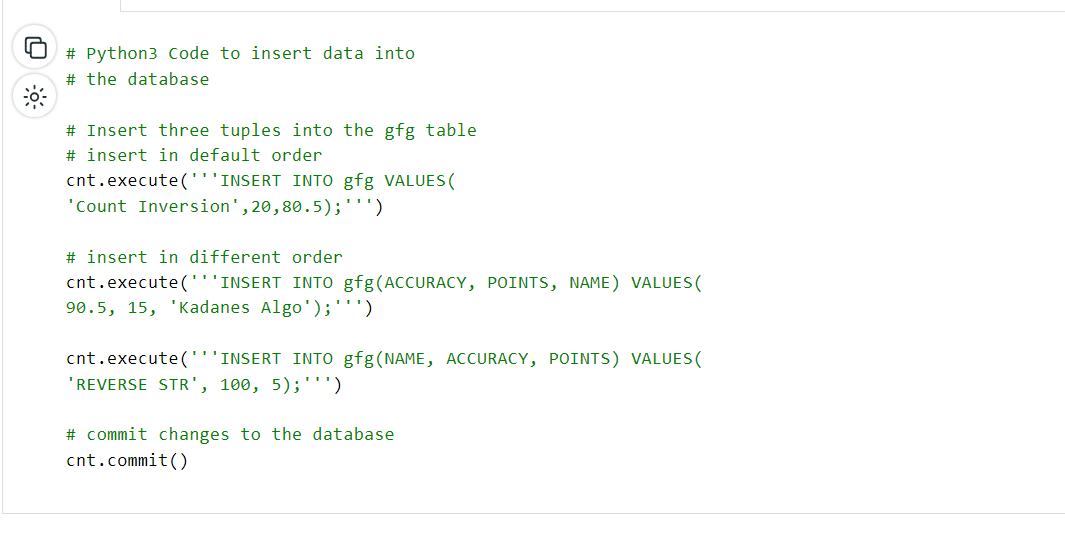 # Python3 Code to insert data into
# the database
# Insert three tuples into the gfg table
# insert in default order
cnt.execute('''INSERT INTO gfg VALUES(
'Count Inversion',20,80.5);''')
# insert in different order
cnt.execute('''INSERT INTO gfg(ACCURACY, POINTS, NAME) VALUES(
90.5, 15, 'Kadanes Algo');''')
cnt.execute('''INSERT INTO gfg(NAME, ACCURACY, POINTS) VALUES(
'REVERSE STR', 100, 5);''')
# commit changes to the database
cnt.commit()